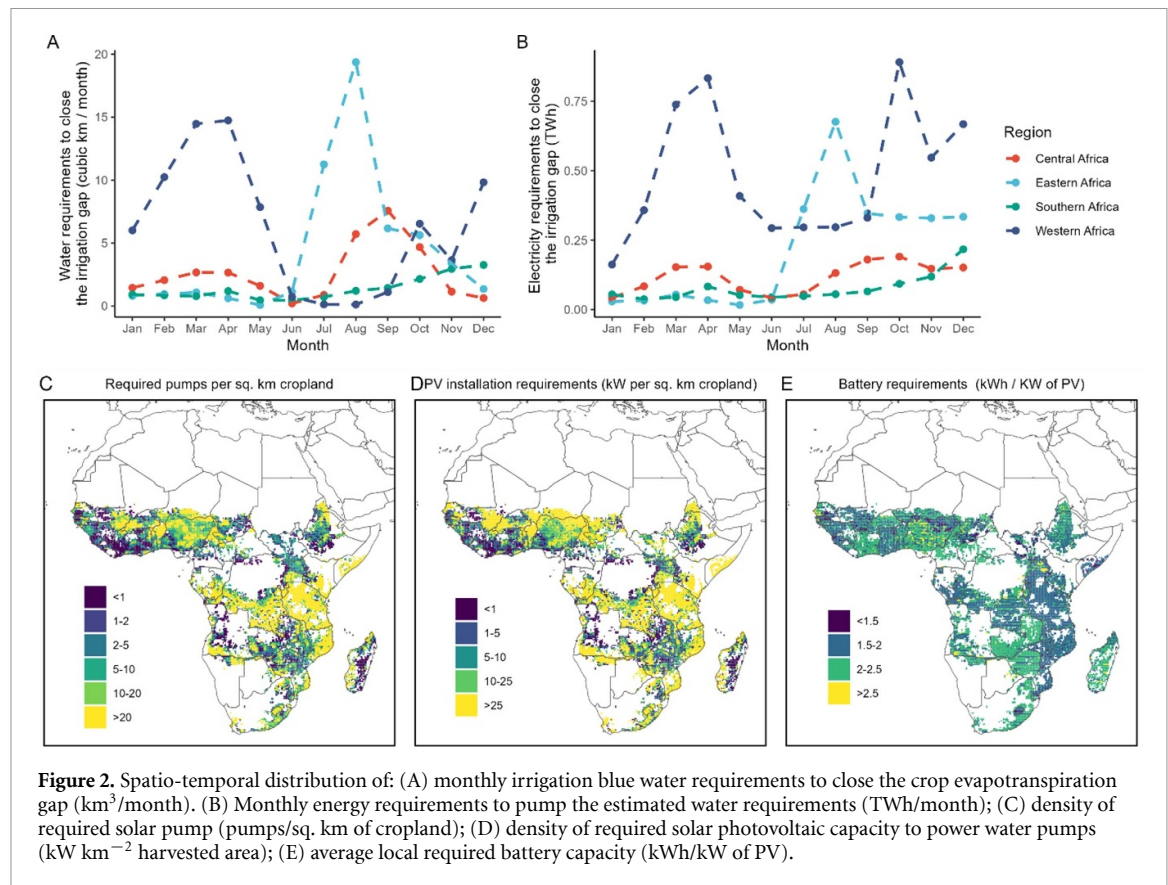 A
Water requirements to close
the irrigation gap (cubic km / month)
20
15
10
5
0
Jan Feb Mar Apr May Jun Jul Aug Sep Oct Nov Dec
Month
B
Electricity requirements to close
the irrigation gap (TWh)
0.75
0.50
0.25
0.00
Jan Feb Mar Apr May Jun Jul Aug Sep Oct Nov Dec
Month
Region
Central Africa
Eastern Africa
Southern Africa
Western Africa
C Required pumps per sq. km cropland
<1
1-2
2-5
5-10
10-20
>20
D PV installation requirements (kW per sq. km cropland)
<1
1-5
5-10
10-25
>25
E Battery requirements (kWh / KW of PV)
<1.5
1.5-2
2-2.5
>2.5
Figure 2. Spatio-temporal distribution of: (A) monthly irrigation blue water requirements to close the crop evapotranspiration
gap (km³/month). (B) Monthly energy requirements to pump the estimated water requirements (TWh/month); (C) density of
required solar pump (pumps/sq. km of cropland); (D) density of required solar photovoltaic capacity to power water pumps
(kW km⁻² harvested area); (E) average local required battery capacity (kWh/kW of PV).